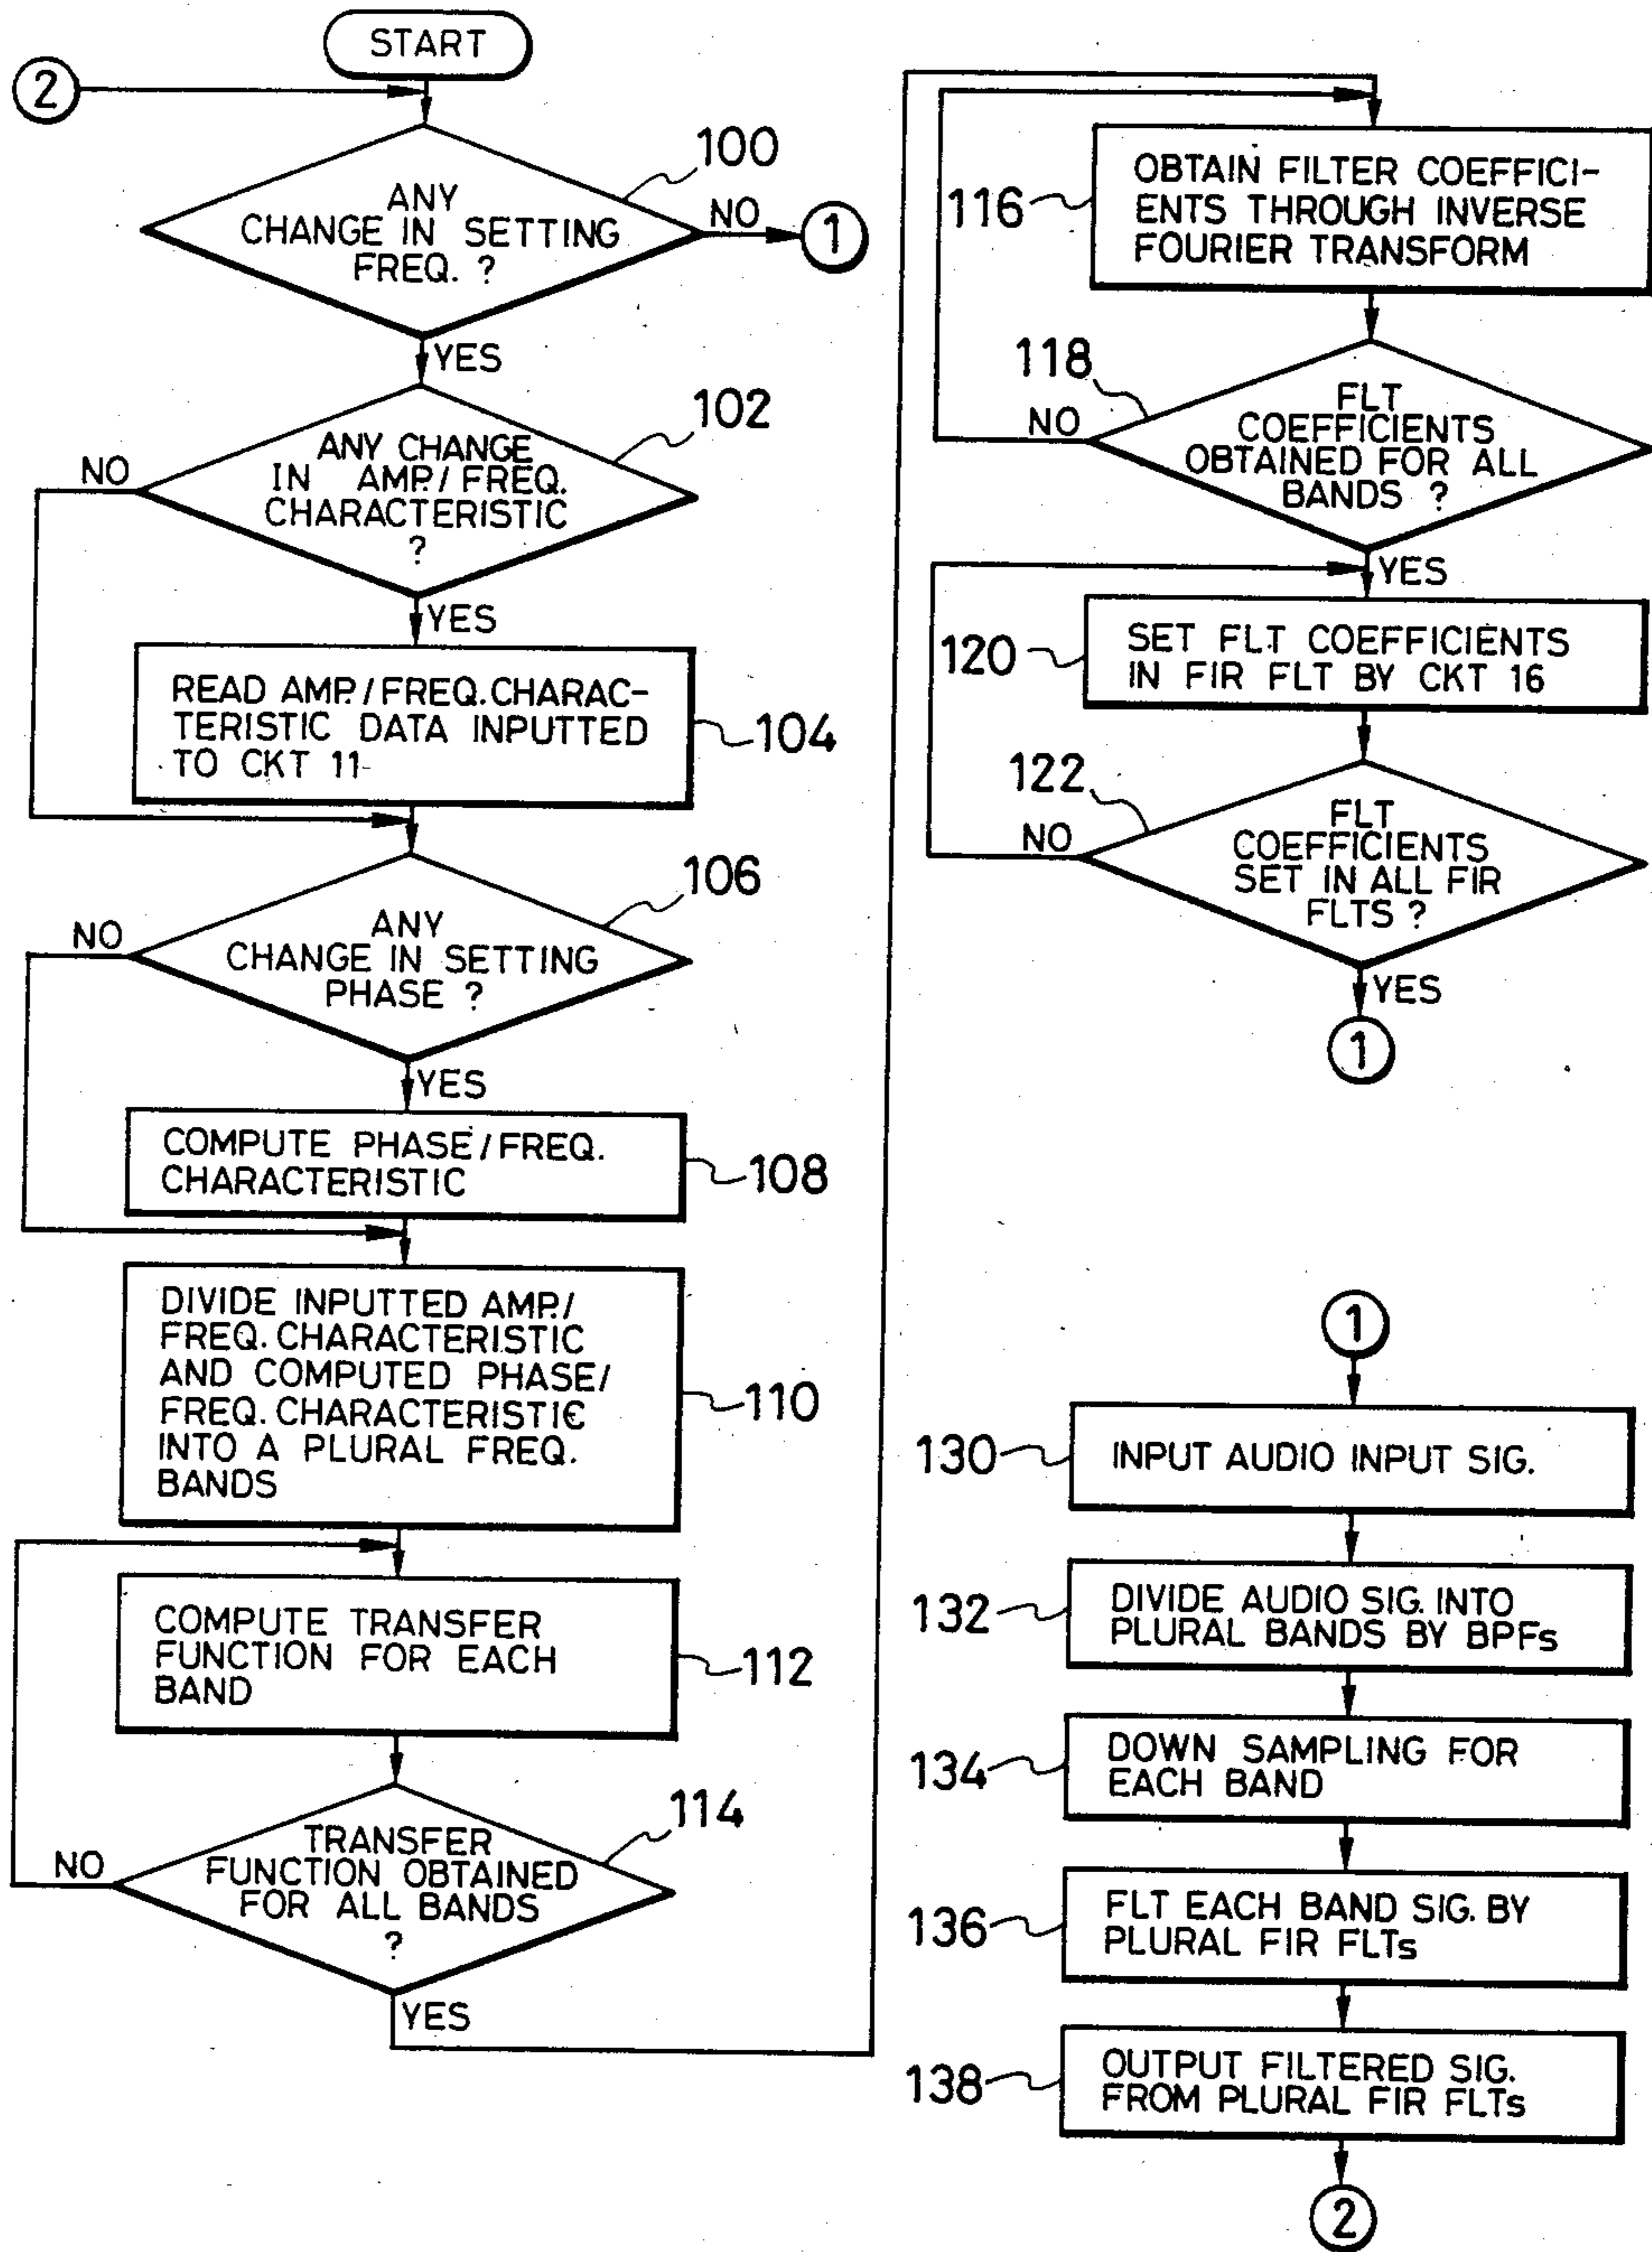 START
2
100
ANY
CHANGE IN SETTING
FREQ. ?
NO
1
YES
102
ANY CHANGE
IN AMP./FREQ.
CHARACTERISTIC
?
NO
YES
READ AMP./FREQ. CHARAC-
TERISTIC DATA INPUTTED
TO CKT 11
104
106
ANY
CHANGE IN SETTING
PHASE ?
NO
YES
COMPUTE PHASE/FREQ.
CHARACTERISTIC
108
DIVIDE INPUTTED AMP./
FREQ. CHARACTERISTIC
AND COMPUTED PHASE/
FREQ. CHARACTERISTIC
INTO A PLURAL FREQ.
BANDS
110
COMPUTE TRANSFER
FUNCTION FOR EACH
BAND
112
114
TRANSFER
FUNCTION OBTAINED
FOR ALL BANDS
?
NO
YES
116
OBTAIN FILTER COEFFICI-
ENTS THROUGH INVERSE
FOURIER TRANSFORM
118
FLT
COEFFICIENTS
OBTAINED FOR ALL
BANDS ?
NO
YES
120
SET FLT COEFFICIENTS
IN FIR FLT BY CKT 16
122
FLT
COEFFICIENTS
SET IN ALL FIR
FLTS ?
NO
YES
1
1
130
INPUT AUDIO INPUT SIG.
132
DIVIDE AUDIO SIG. INTO
PLURAL BANDS BY BPFs
134
DOWN SAMPLING FOR
EACH BAND
136
FLT EACH BAND SIG. BY
PLURAL FIR FLTs
138
OUTPUT FILTERED SIG.
FROM PLURAL FIR FLTs
2